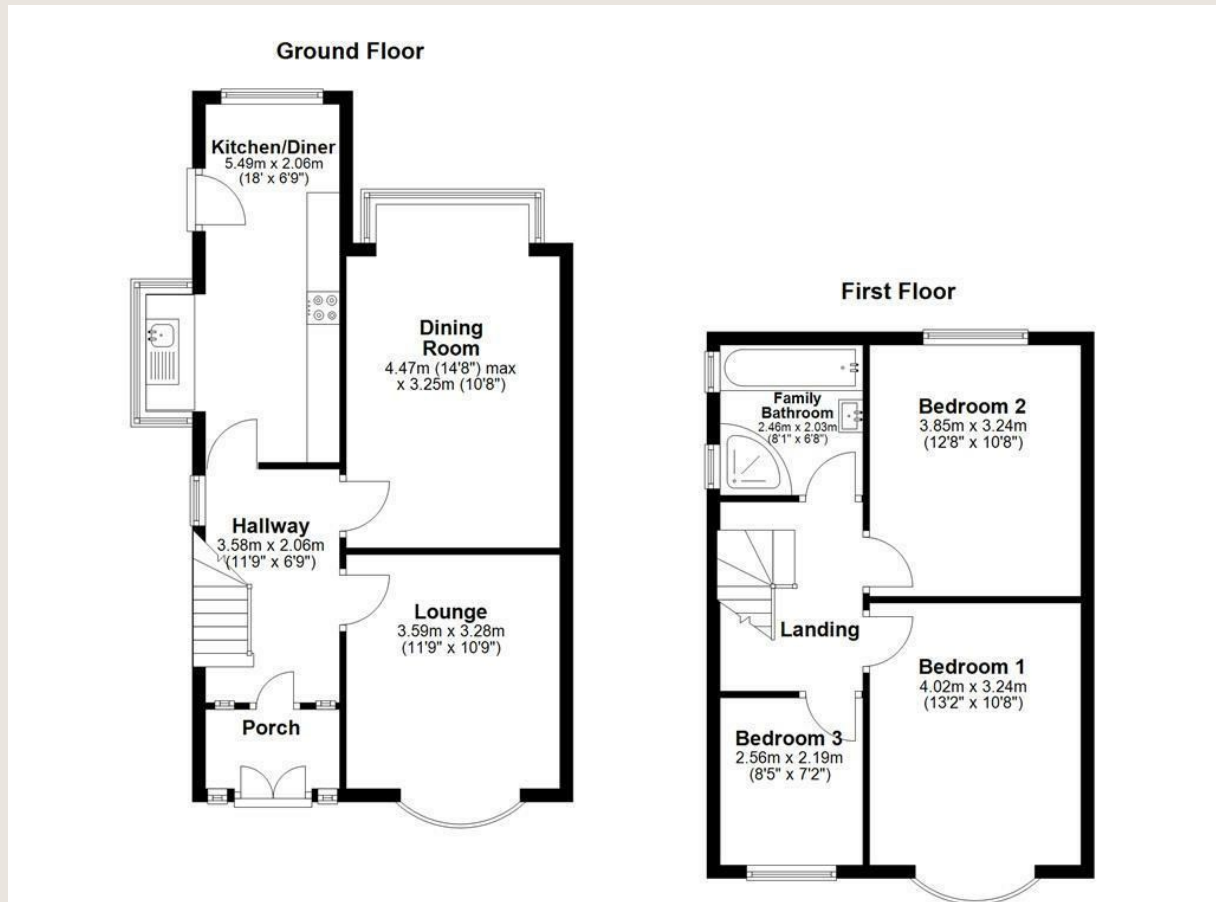 Ground Floor
Kitchen/Diner
5.49m x 2.06m
(18' x 6'9")
Dining
Room
4.47m (14'8") max
x 3.25m (10'8")
Hallway
3.58m x 2.06m
(11'9" x 6'9")
Lounge
3.59m x 3.28m
(11'9" x 10'9")
Porch
First Floor
Family
Bathroom
2.46m x 2.03m
(8'1" x 6'8")
Bedroom 2
3.85m x 3.24m
(12'8" x 10'8")
Landing
Bedroom 1
4.02m x 3.24m
(13'2" x 10'8")
Bedroom 3
2.56m x 2.19m
(8'5" x 7'2")